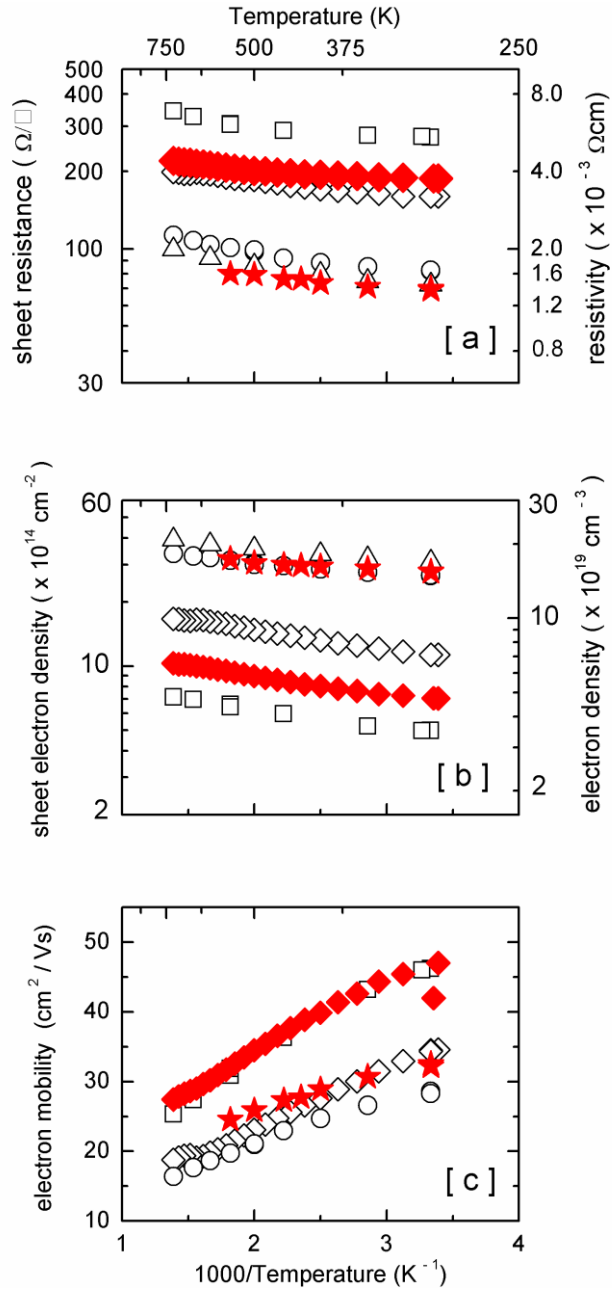 Temperature (K)
750 500 375 250
500
400
300
200
100
30
sheet resistance ( Ω/□ )
8.0
4.0
2.0
1.6
1.2
0.8
resistivity ( x 10⁻³ Ωcm )
[ a ]
60
10
2
sheet electron density ( x 10¹⁴ cm⁻² )
30
10
2
electron density ( x 10¹⁹ cm⁻³ )
[ b ]
50
40
30
20
10
electron mobility (cm² / Vs)
[ c ]
1 2 3 4
1000/Temperature (K⁻¹)